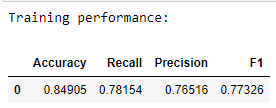 Training performance:
Accuracy Recall Precision F1
0 0.84905 0.78154 0.76516 0.77326